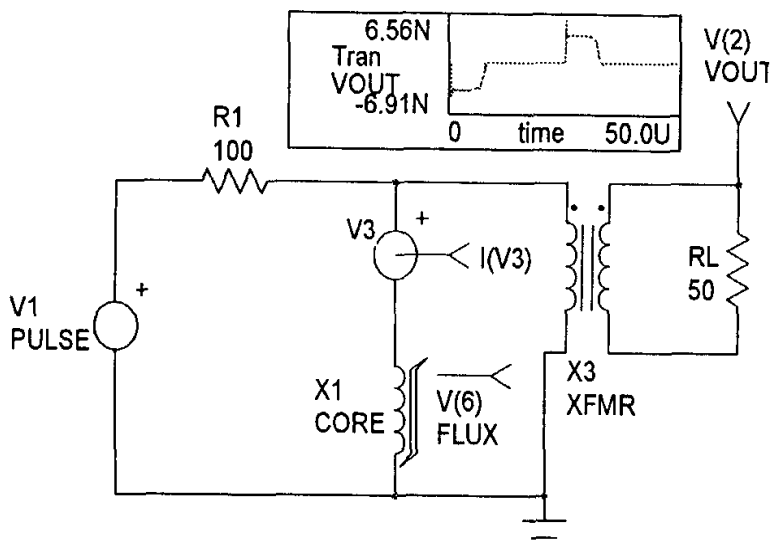 6.56N
Tran
VOUT
-6.91N
0 time 50.0U
V(2)
VOUT
R1
100
V3
+
I(V3)
V1
PULSE
+
RL
50
X1
CORE
V(6)
FLUX
X3
XFMR